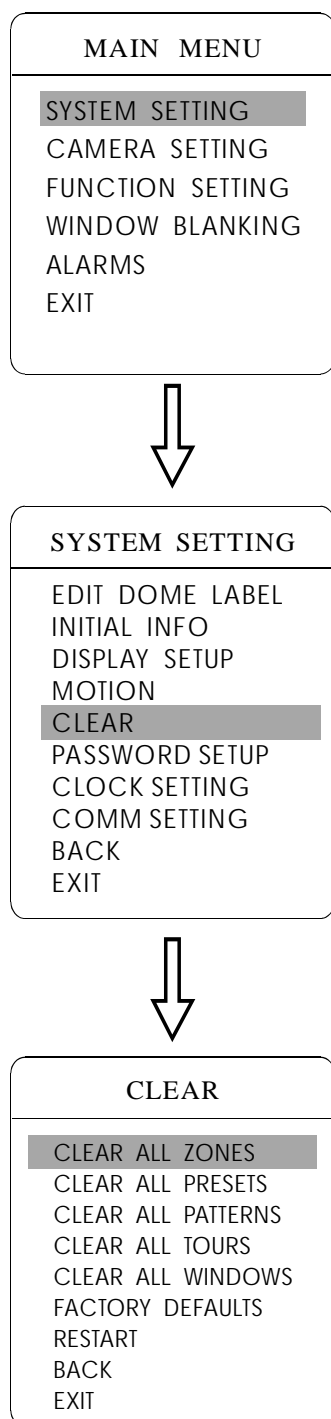 MAIN MENU
SYSTEM SETTING
CAMERA SETTING
FUNCTION SETTING
WINDOW BLANKING
ALARMS
EXIT
SYSTEM SETTING
EDIT DOME LABEL
INITIAL INFO
DISPLAY SETUP
MOTION
CLEAR
PASSWORD SETUP
CLOCK SETTING
COMM SETTING
BACK
EXIT
CLEAR
CLEAR ALL ZONES
CLEAR ALL PRESETS
CLEAR ALL PATTERNS
CLEAR ALL TOURS
CLEAR ALL WINDOWS
FACTORY DEFAULTS
RESTART
BACK
EXIT